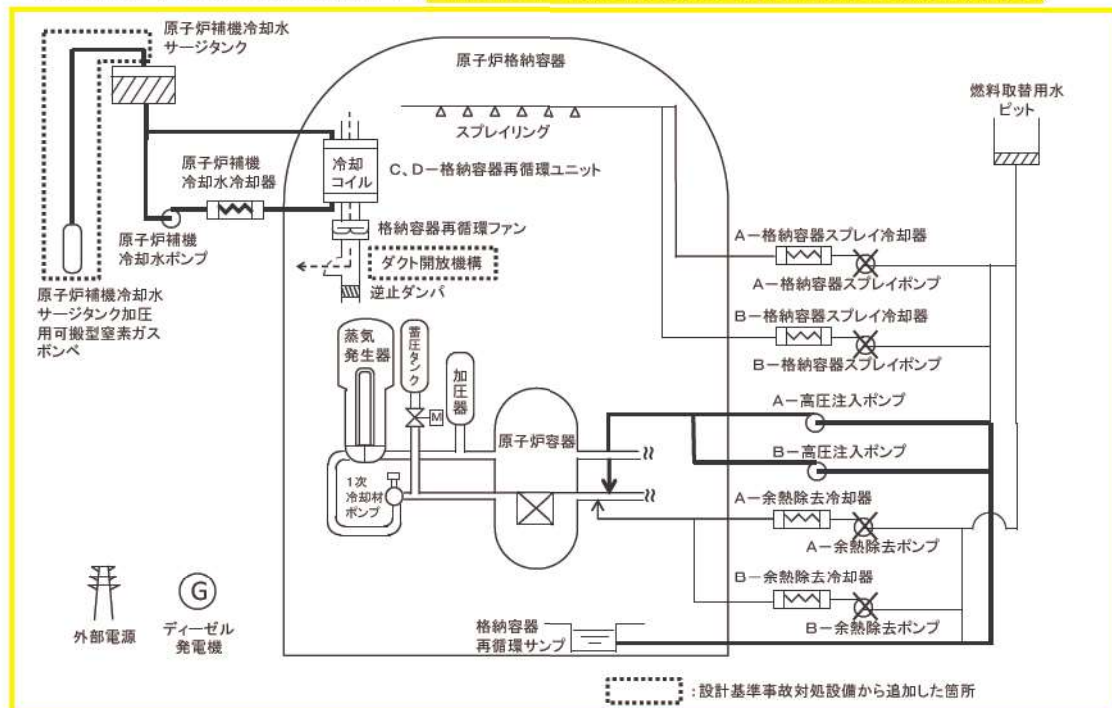 原子炉補機冷却水
サージタンク
原子炉格納容器
燃料取替用水
ピット
スプレイリング
冷却
コイル
C、D－格納容器再循環ユニット
原子炉補機
冷却水冷却器
格納容器再循環ファン
原子炉補機
冷却水ポンプ
ダクト開放機構
逆止ダンパ
原子炉補機冷却水
サージタンク加圧
用可搬型窒素ガス
ボンベ
A－格納容器スプレイ冷却器
A－格納容器スプレイポンプ
B－格納容器スプレイ冷却器
B－格納容器スプレイポンプ
蒸気
発生器
蓄圧タンク
加圧器
M
原子炉容器
1次
冷却材
ポンプ
A－高圧注入ポンプ
B－高圧注入ポンプ
A－余熱除去冷却器
A－余熱除去ポンプ
B－余熱除去冷却器
B－余熱除去ポンプ
外部電源
G
ディーゼル
発電機
格納容器
再循環サンプ
：設計基準事故対処設備から追加した箇所